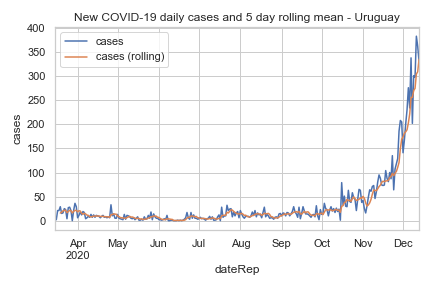 New COVID-19 daily cases and 5 day rolling mean - Uruguay
cases
cases (rolling)
400
350
300
250
200
150
100
50
0
cases
Apr May Jun Jul Aug Sep Oct Nov Dec
2020
dateRep